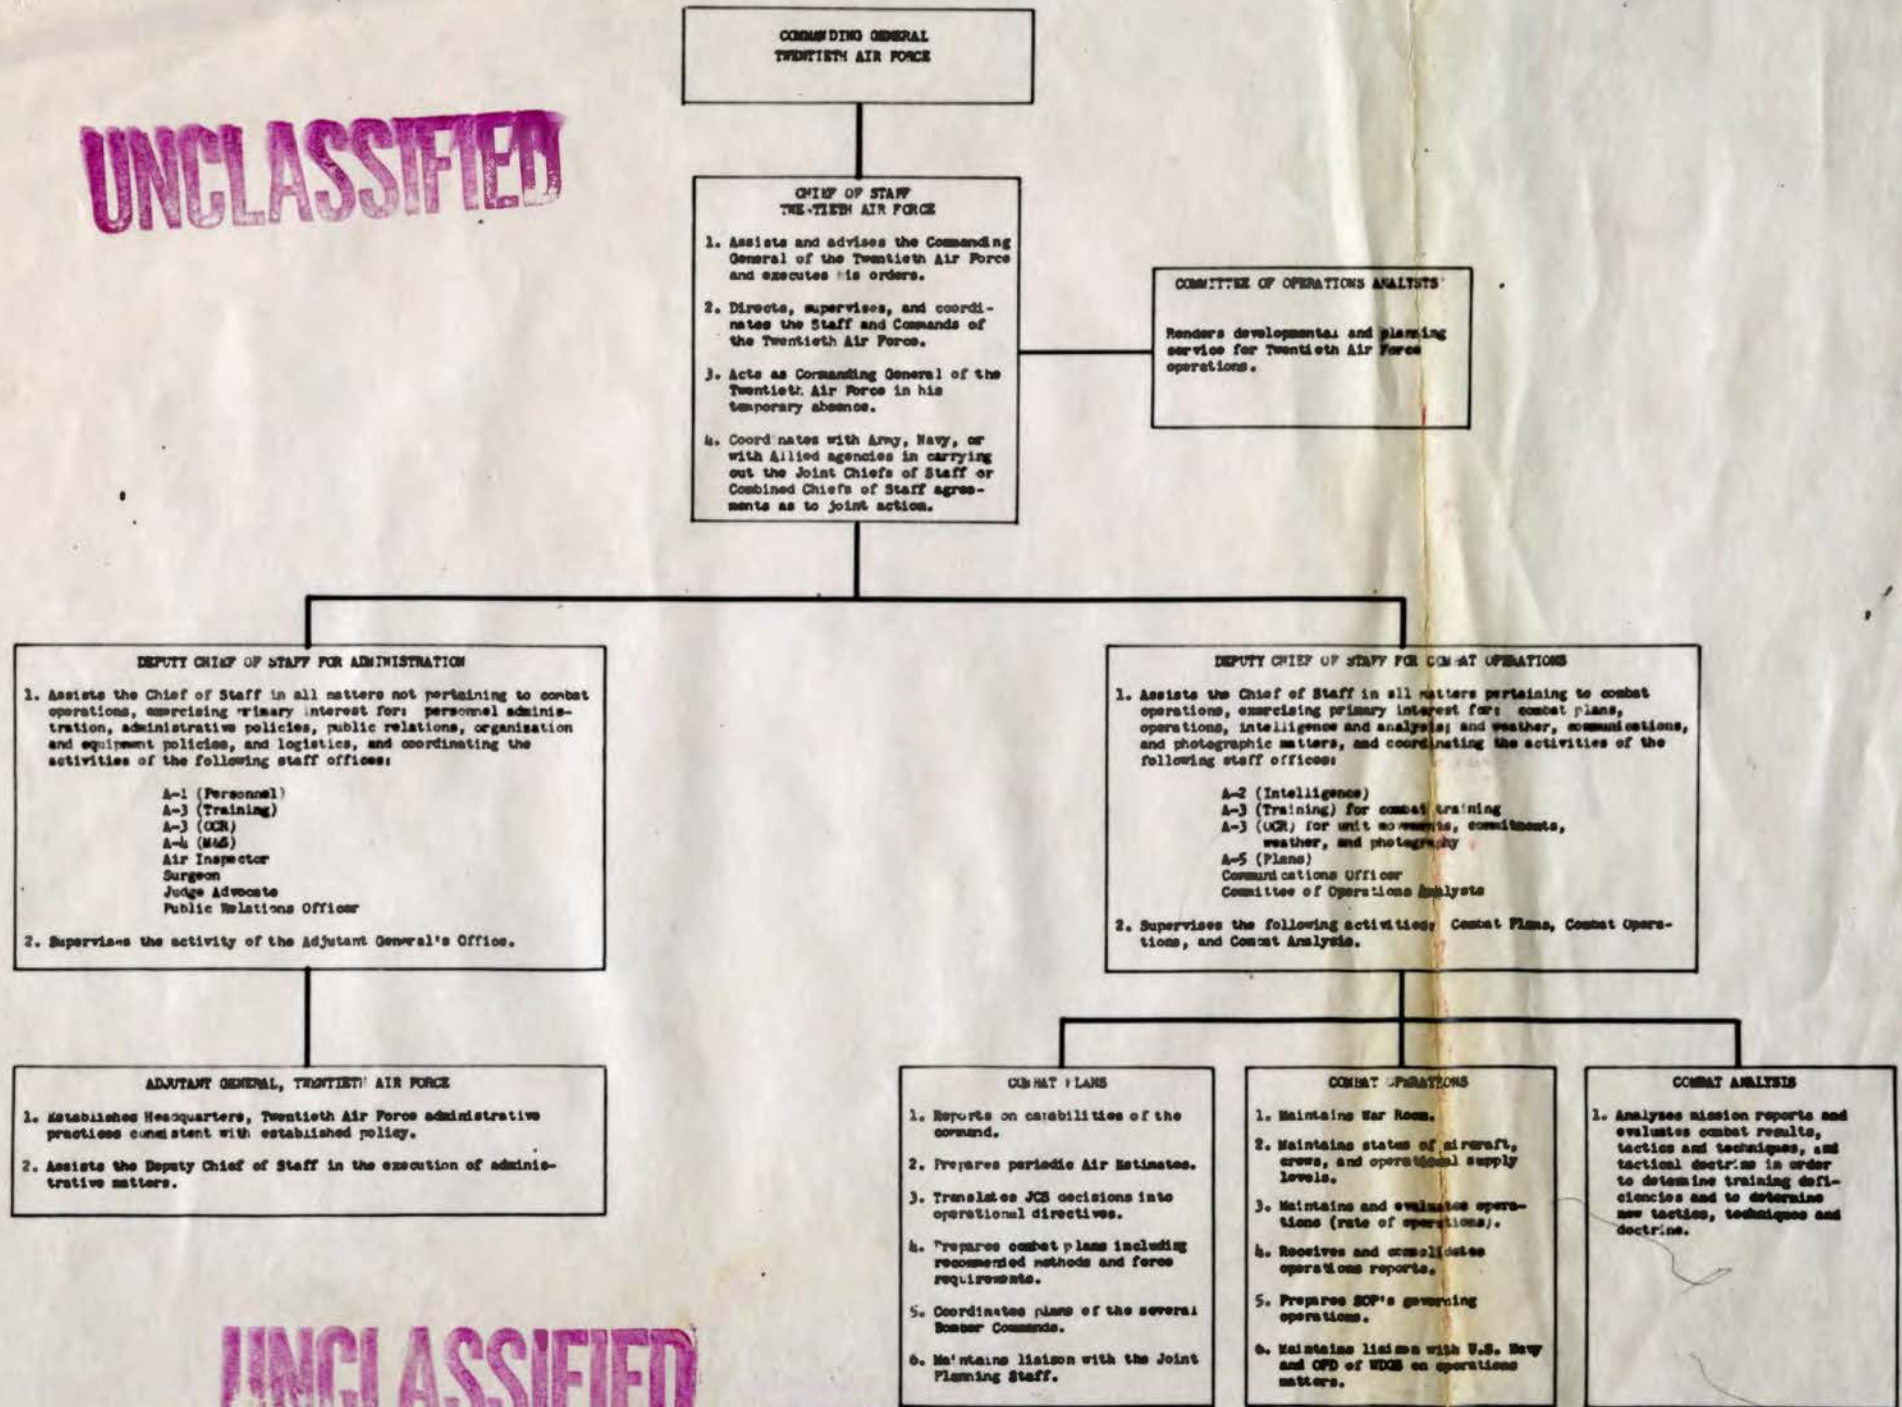 COMMANDING GENERAL
TWENTIETH AIR FORCE
UNCLASSIFIED
CHIEF OF STAFF
TWENTIETH AIR FORCE
1. Assists and advises the Commanding
General of the Twentieth Air Force
and executes his orders.
2. Directs, supervises, and coordi-
nates the Staff and Commands of
the Twentieth Air Force.
3. Acts as Commanding General of the
Twentieth Air Force in his
temporary absence.
4. Coordinates with Army, Navy, or
with Allied agencies in carrying
out the Joint Chiefs of Staff or
Combined Chiefs of Staff agree-
ments as to joint action.
COMMITTEE OF OPERATIONS ANALYSTS
Renders developmental and planning
service for Twentieth Air Force
operations.
DEPUTY CHIEF OF STAFF FOR ADMINISTRATION
1. Assists the Chief of Staff in all matters not pertaining to combat
operations, exercising primary interest for: personnel adminis-
tration, administrative policies, public relations, organization
and equipment policies, and logistics, and coordinating the
activities of the following staff offices:
A-1 (Personnel)
A-3 (Training)
A-3 (OCR)
A-4 (M&S)
Air Inspector
Surgeon
Judge Advocate
Public Relations Officer
2. Supervises the activity of the Adjutant General's Office.
DEPUTY CHIEF OF STAFF FOR COMBAT OPERATIONS
1. Assists the Chief of Staff in all matters pertaining to combat
operations, exercising primary interest for: combat plans,
operations, intelligence and analysis; and weather, communications,
and photographic matters, and coordinating the activities of the
following staff offices:
A-2 (Intelligence)
A-3 (Training) for combat training
A-3 (OCR) for unit movements, commitments,
weather, and photography
A-5 (Plans)
Communications Officer
Committee of Operations Analysts
2. Supervises the following activities: Combat Plans, Combat Opera-
tions, and Combat Analysis.
ADJUTANT GENERAL, TWENTIETH AIR FORCE
1. Establishes Headquarters, Twentieth Air Force administrative
practices consistent with established policy.
2. Assists the Deputy Chief of Staff in the execution of adminis-
trative matters.
COMBAT PLANS
1. Reports on capabilities of the
command.
2. Prepares periodic Air Estimates.
3. Translates JCS decisions into
operational directives.
4. Prepares combat plans including
recommended methods and force
requirements.
5. Coordinates plans of the several
Bomber Commands.
6. Maintains liaison with the Joint
Planning Staff.
COMBAT OPERATIONS
1. Maintains War Room.
2. Maintains states of aircraft,
crews, and operational supply
levels.
3. Maintains and evaluates opera-
tions (rate of operations).
4. Receives and consolidates
operations reports.
5. Prepares SOP's governing
operations.
6. Maintains liaison with U.S. Navy
and OPD of WDGS on operations
matters.
COMBAT ANALYSIS
1. Analyses mission reports and
evaluates combat results,
tactics and techniques, and
tactical doctrine in order
to determine training defi-
ciencies and to determine
new tactics, techniques and
doctrine.
UNCLASSIFIED